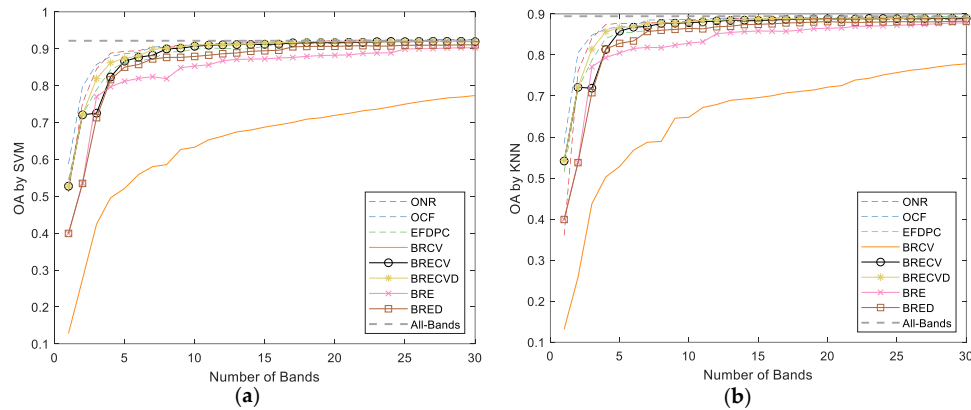 OA by SVM
1
0.9
0.8
0.7
0.6
0.5
0.4
0.3
0.2
0.1
0 5 10 15 20 25 30
Number of Bands
ONR
OCF
EFDPC
BRCV
BRECV
BRECVD
BRE
BRED
All-Bands
(a)
OA by KNN
0.9
0.8
0.7
0.6
0.5
0.4
0.3
0.2
0.1
0 5 10 15 20 25 30
Number of Bands
ONR
OCF
EFDPC
BRCV
BRECV
BRECVD
BRE
BRED
All-Bands
(b)